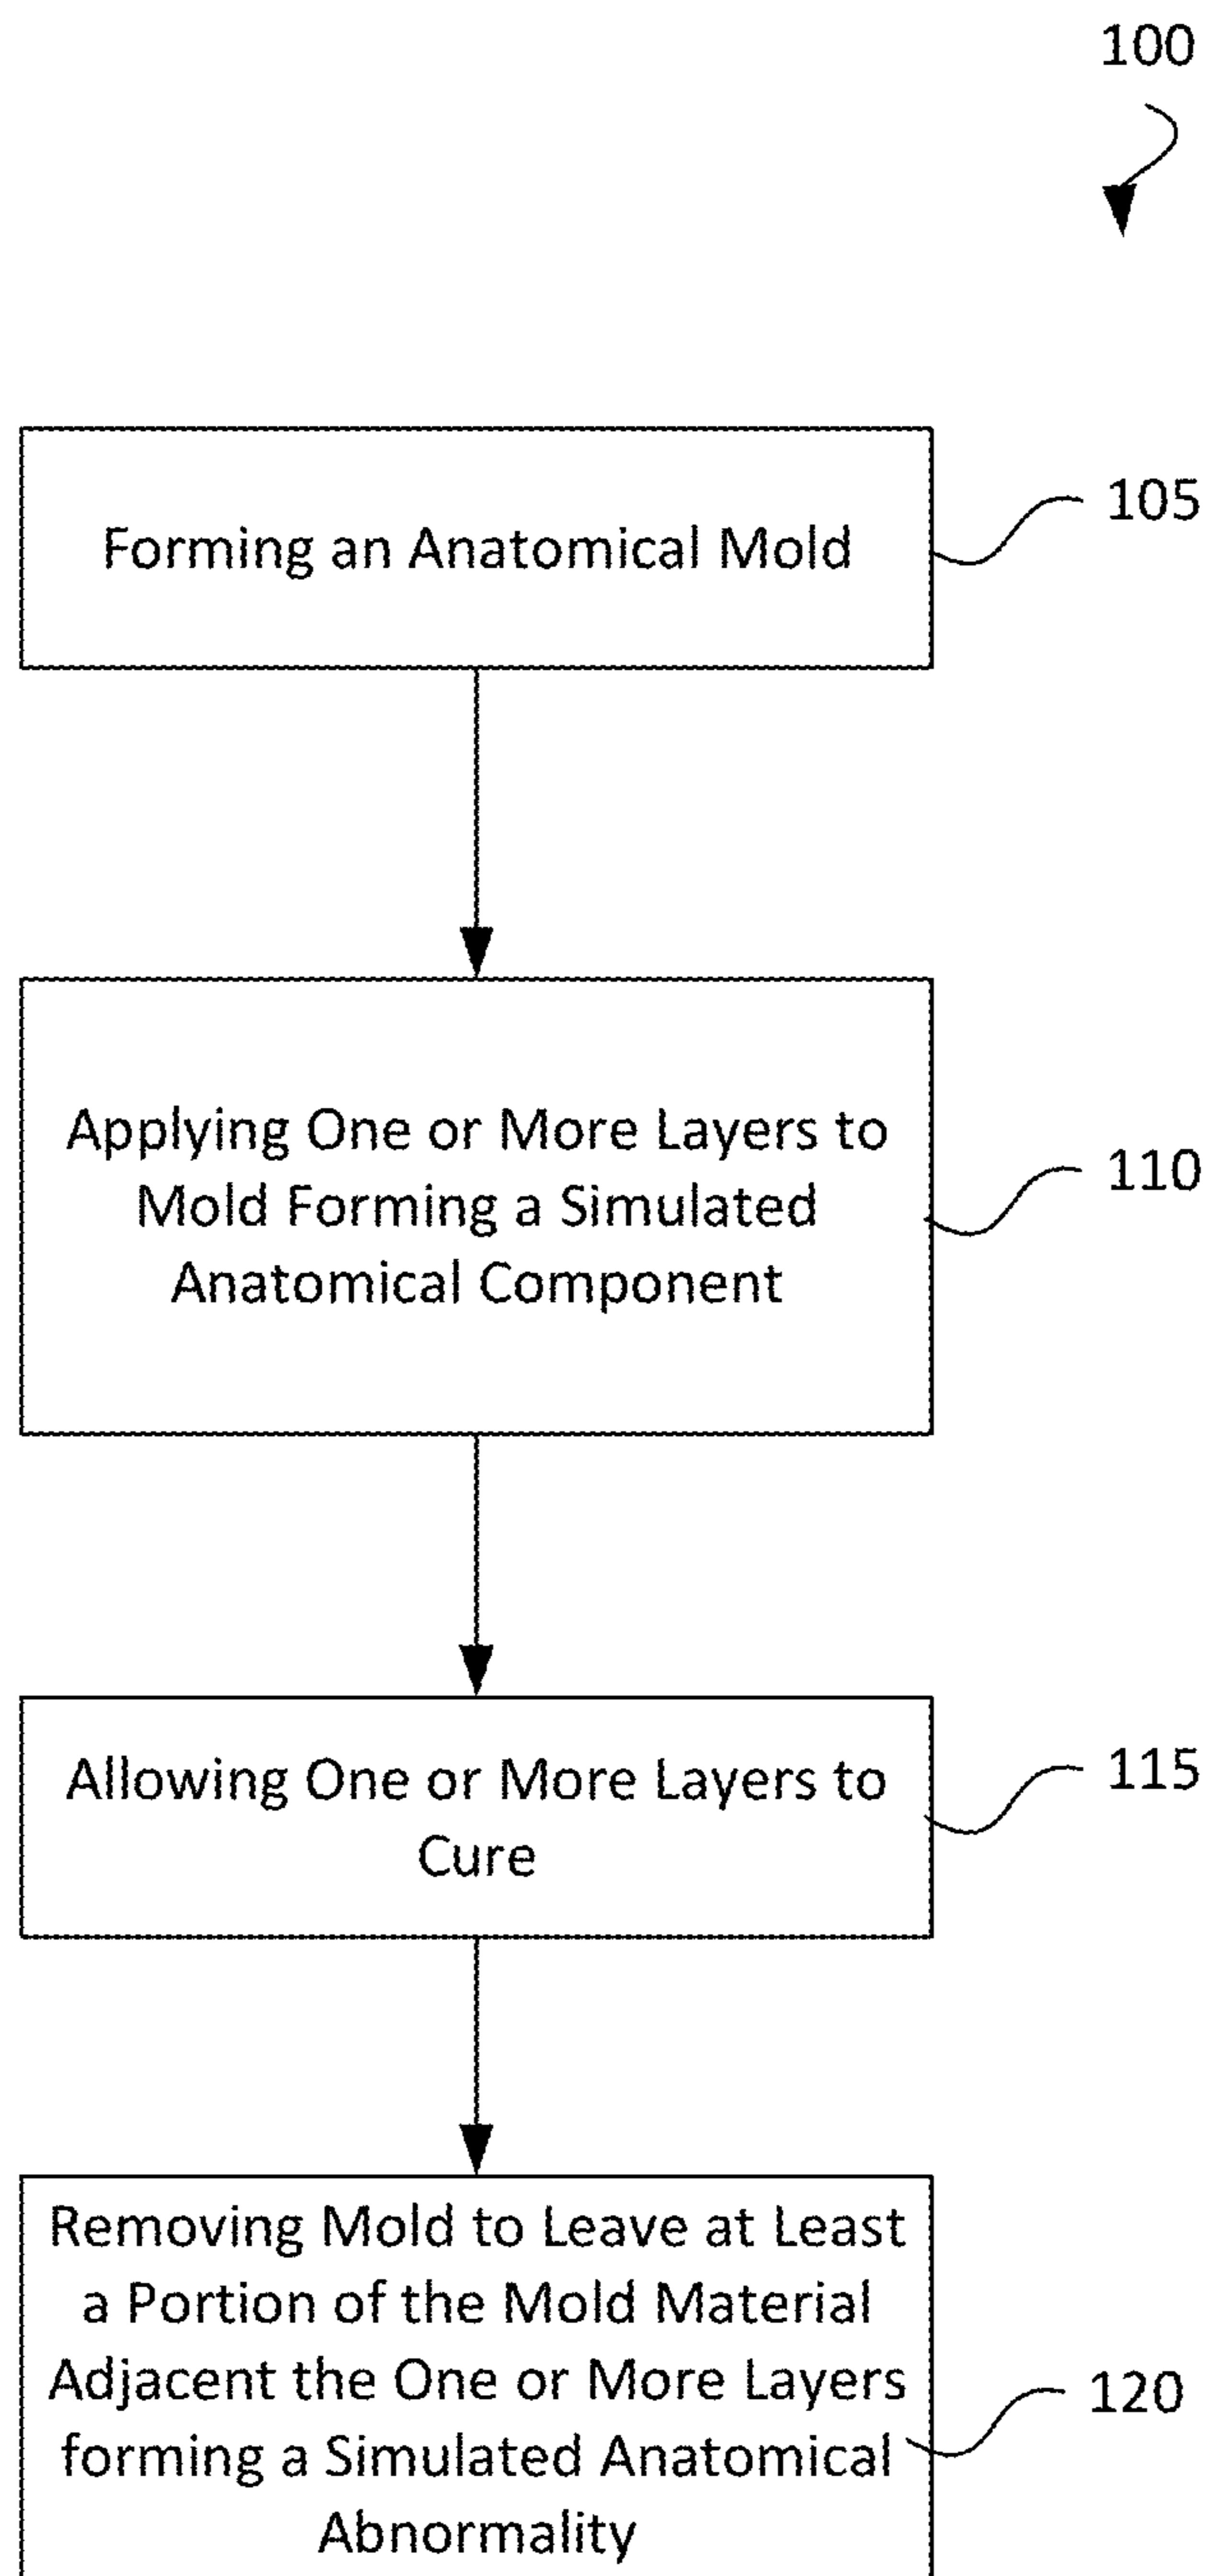 100
Forming an Anatomical Mold
105
Applying One or More Layers to
Mold Forming a Simulated
Anatomical Component
110
Allowing One or More Layers to
Cure
115
Removing Mold to Leave at Least
a Portion of the Mold Material
Adjacent the One or More Layers
forming a Simulated Anatomical
Abnormality
120